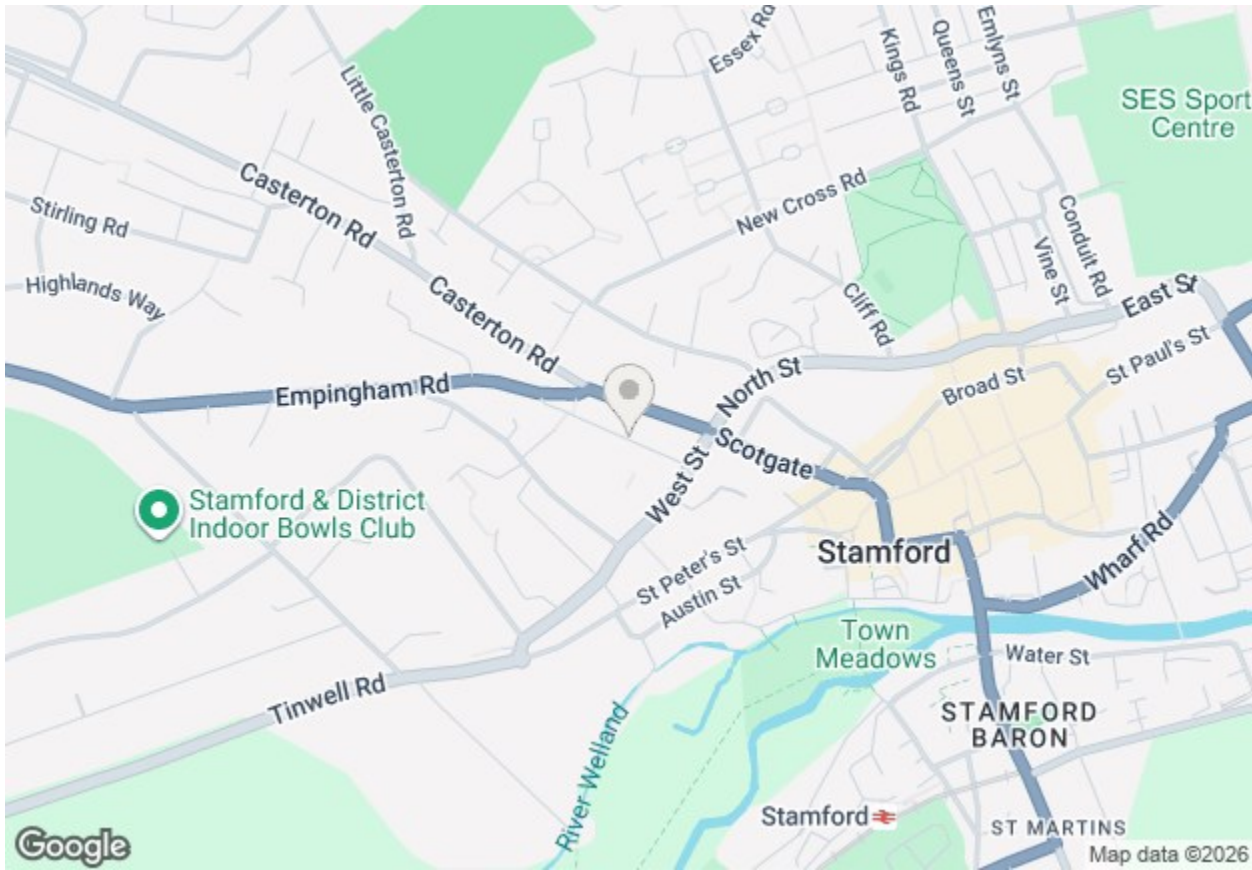 Essex Rd
Kings Rd
Queens St
Emlyns St
SES Sport
Centre
Little Casterton Rd
Casterton Rd
Stirling Rd
New Cross Rd
Conduit Rd
Vine St
Highlands Way
Casterton Rd
Cliff Rd
East St
St Paul's St
Empingham Rd
North St
Broad St
Scotgate
West St
Stamford & District
Indoor Bowls Club
Stamford
Wharf Rd
St Peter's St
Austin St
Town
Meadows
Water St
Tinwell Rd
STAMFORD
BARON
River Welland
Stamford
ST MARTINS
Google
Map data ©2026